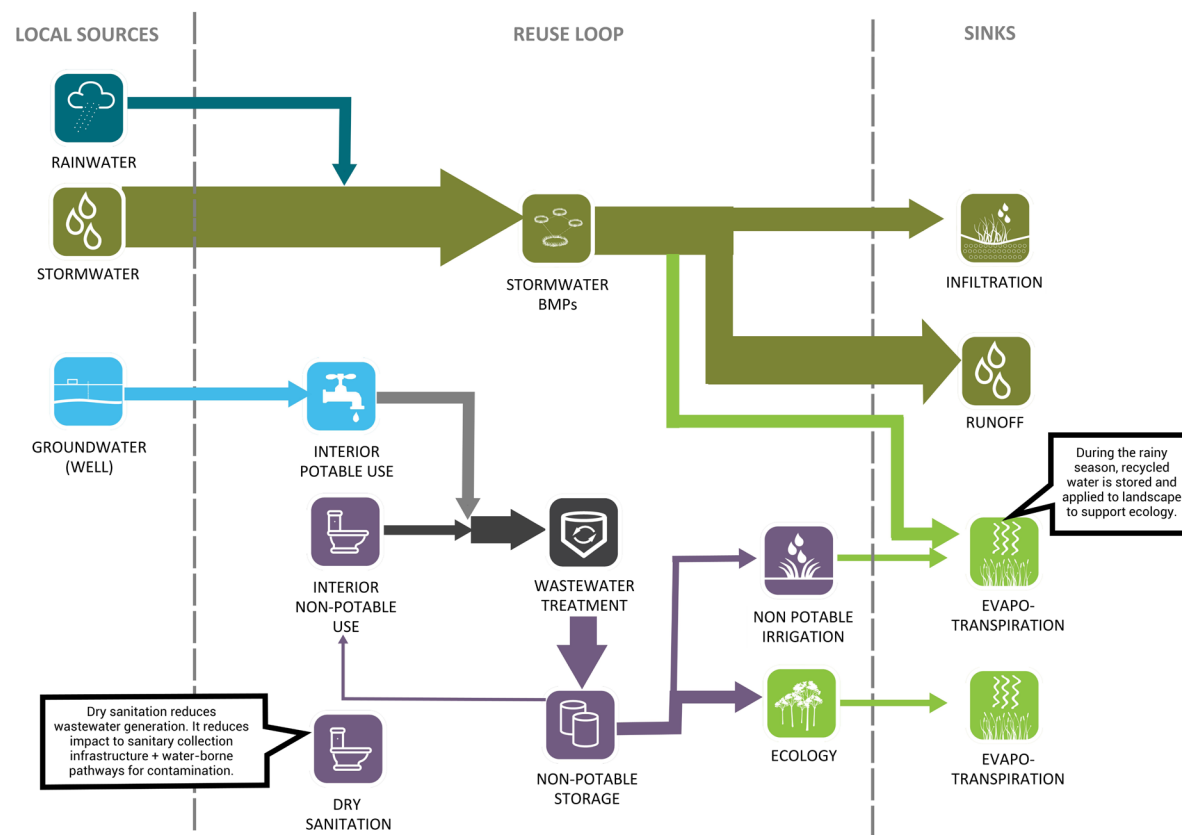 LOCAL SOURCES
REUSE LOOP
SINKS
RAINWATER
STORMWATER
STORMWATER
BMPs
INFILTRATION
RUNOFF
GROUNDWATER
(WELL)
INTERIOR
POTABLE USE
During the rainy
season, recycled
water is stored and
applied to landscape
to support ecology.
INTERIOR
NON-POTABLE
USE
WASTEWATER
TREATMENT
NON POTABLE
IRRIGATION
EVAPO-
TRANSPIRATION
Dry sanitation reduces
wastewater generation. It reduces
impact to sanitary collection
infrastructure + water-borne
pathways for contamination.
DRY
SANITATION
NON-POTABLE
STORAGE
ECOLOGY
EVAPO-
TRANSPIRATION